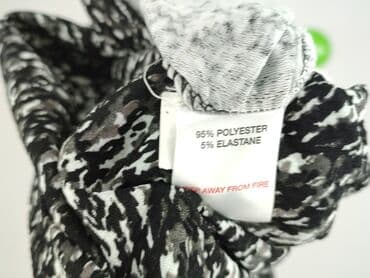 95% POLYESTER
5% ELASTANE
AWAY FROM FIRE